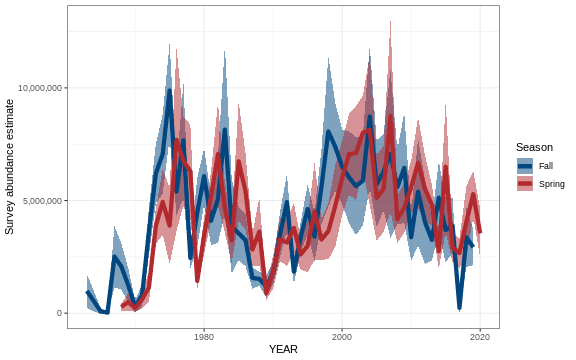 Survey abundance estimate
10,000,000
5,000,000
0
1980
2000
2020
YEAR
Season
Fall
Spring